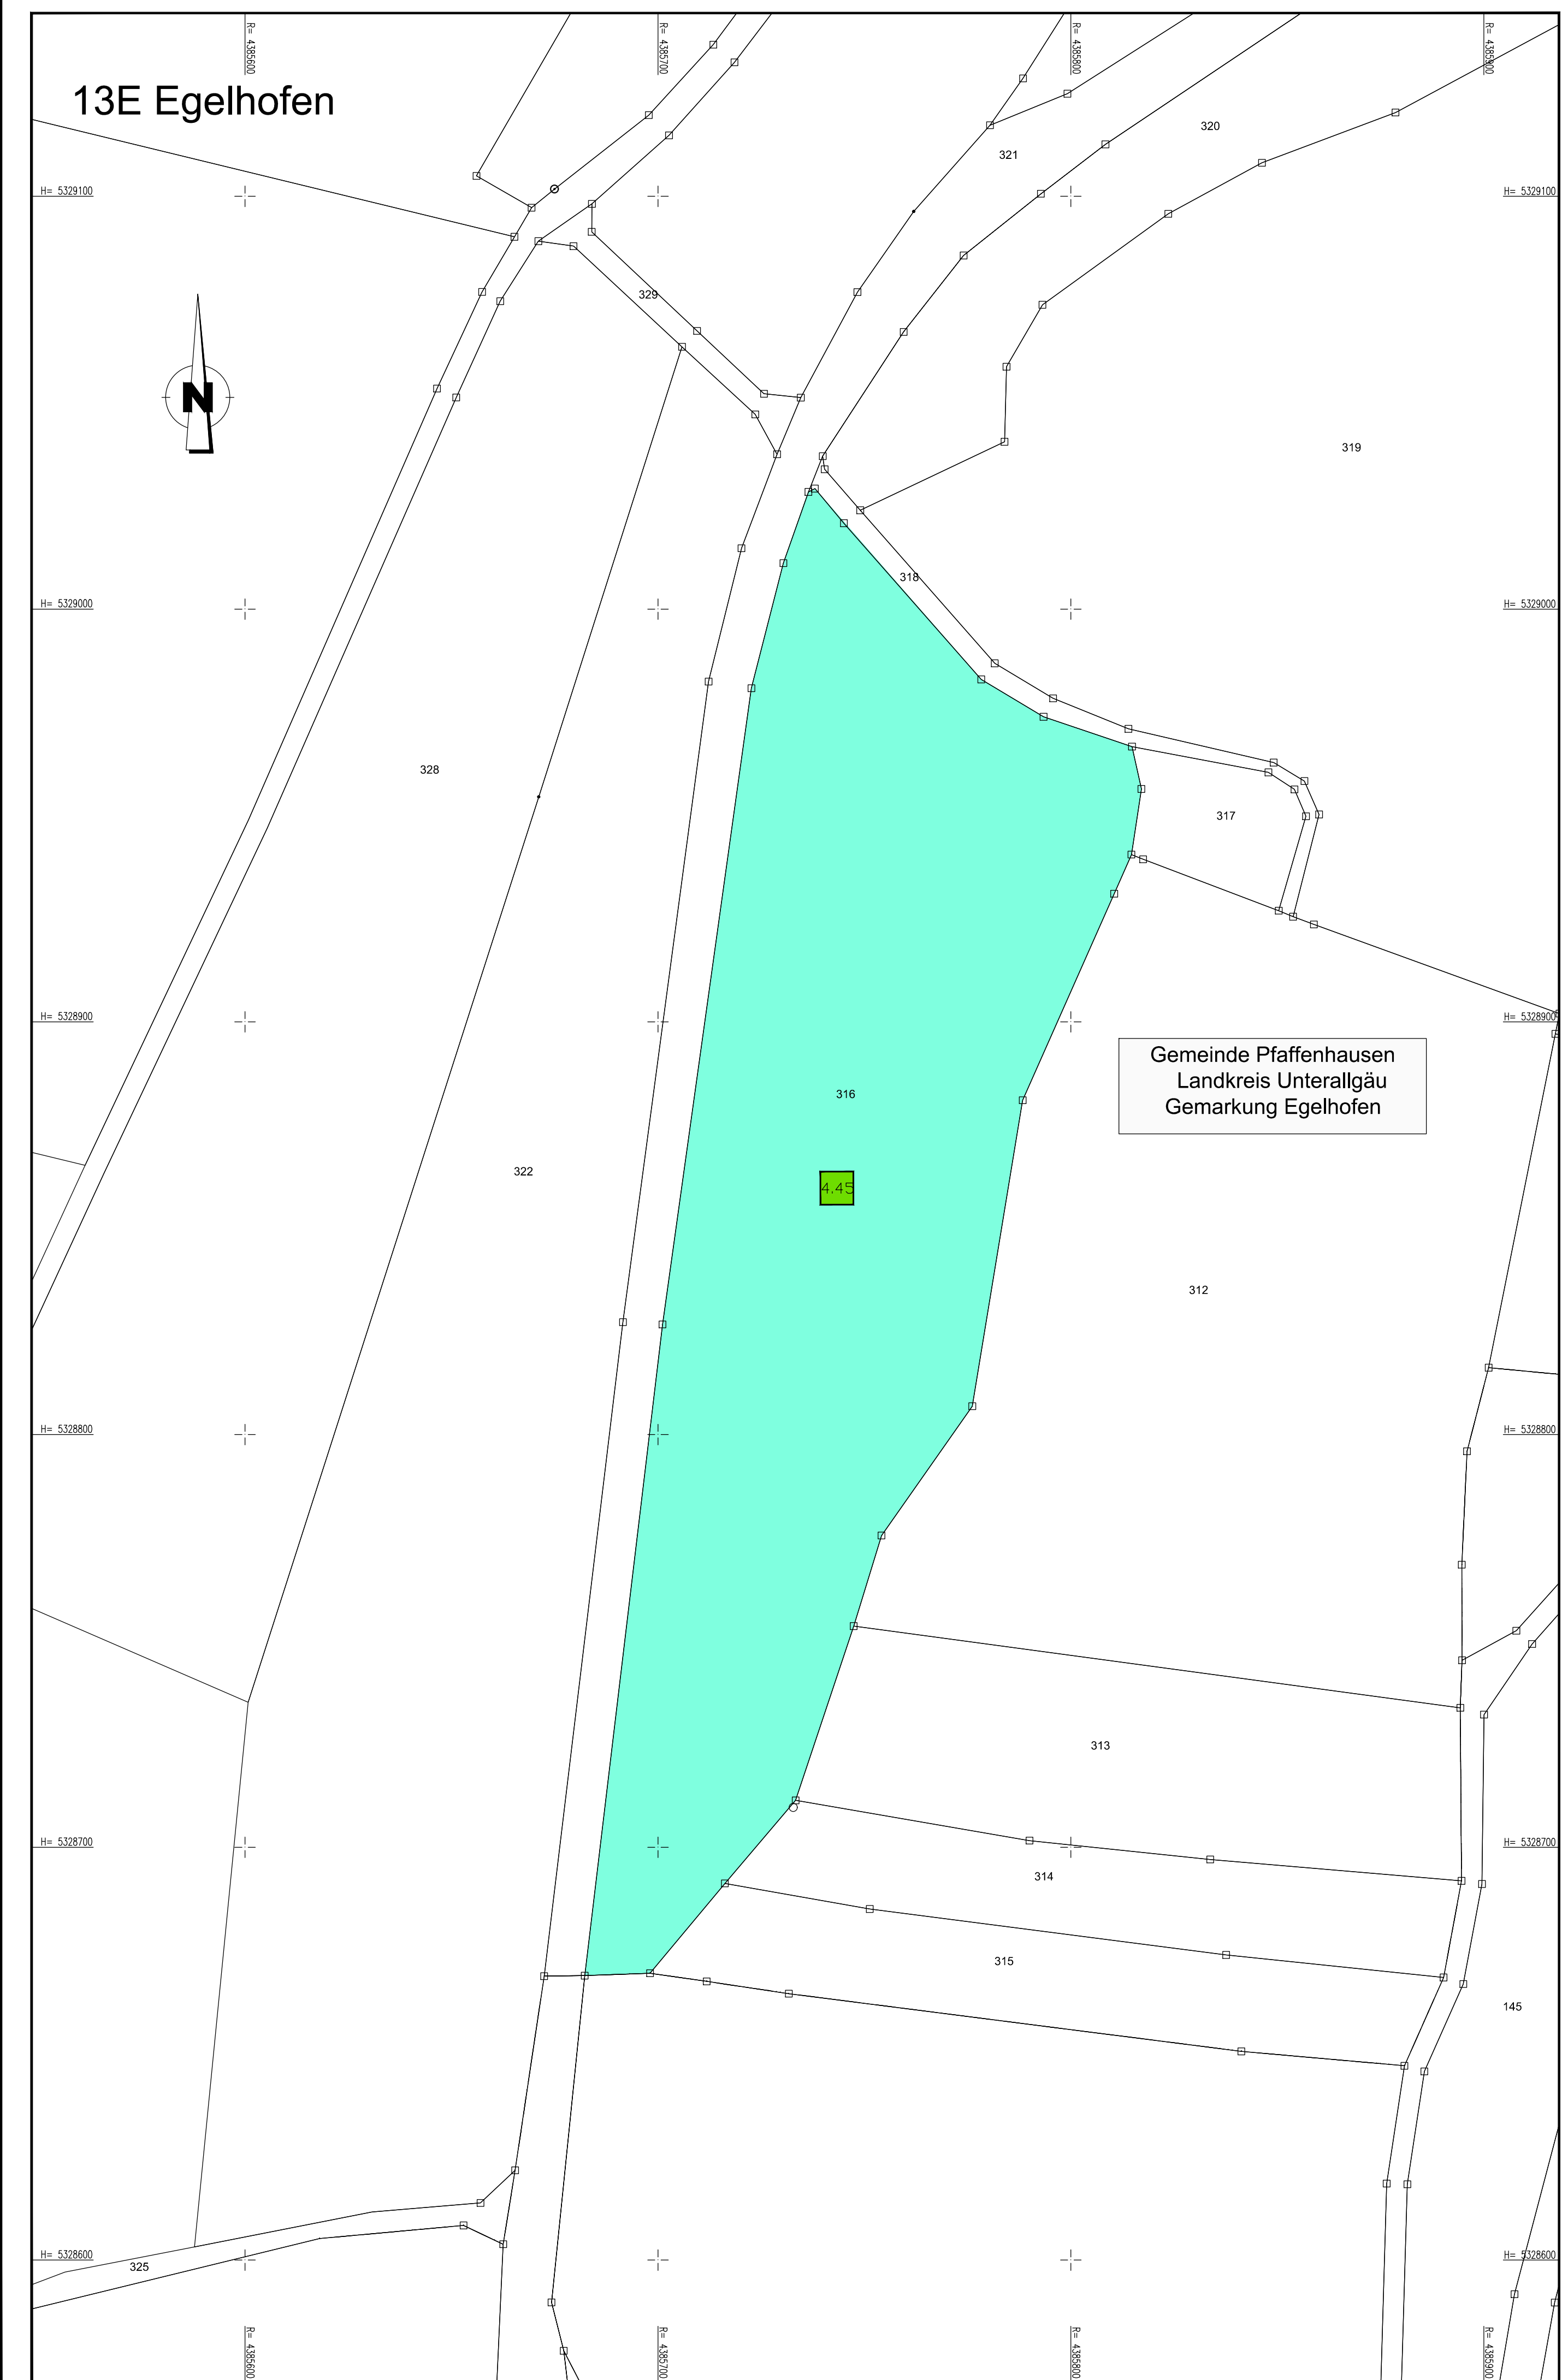 R= 4385600
R= 4385700
R= 4385800
R= 4385900
13E Egelhofen
320
321
H= 5329100
H= 5329100
329
N
319
318
H= 5329000
H= 5329000
328
317
H= 5328900
H= 5328900
Gemeinde Pfaffenhausen
Landkreis Unterallgäu
Gemarkung Egelhofen
316
322
4.45
312
H= 5328800
H= 5328800
313
H= 5328700
H= 5328700
314
315
145
H= 5328600
H= 5328600
325
R= 4385600
R= 4385700
R= 4385800
R= 4385900